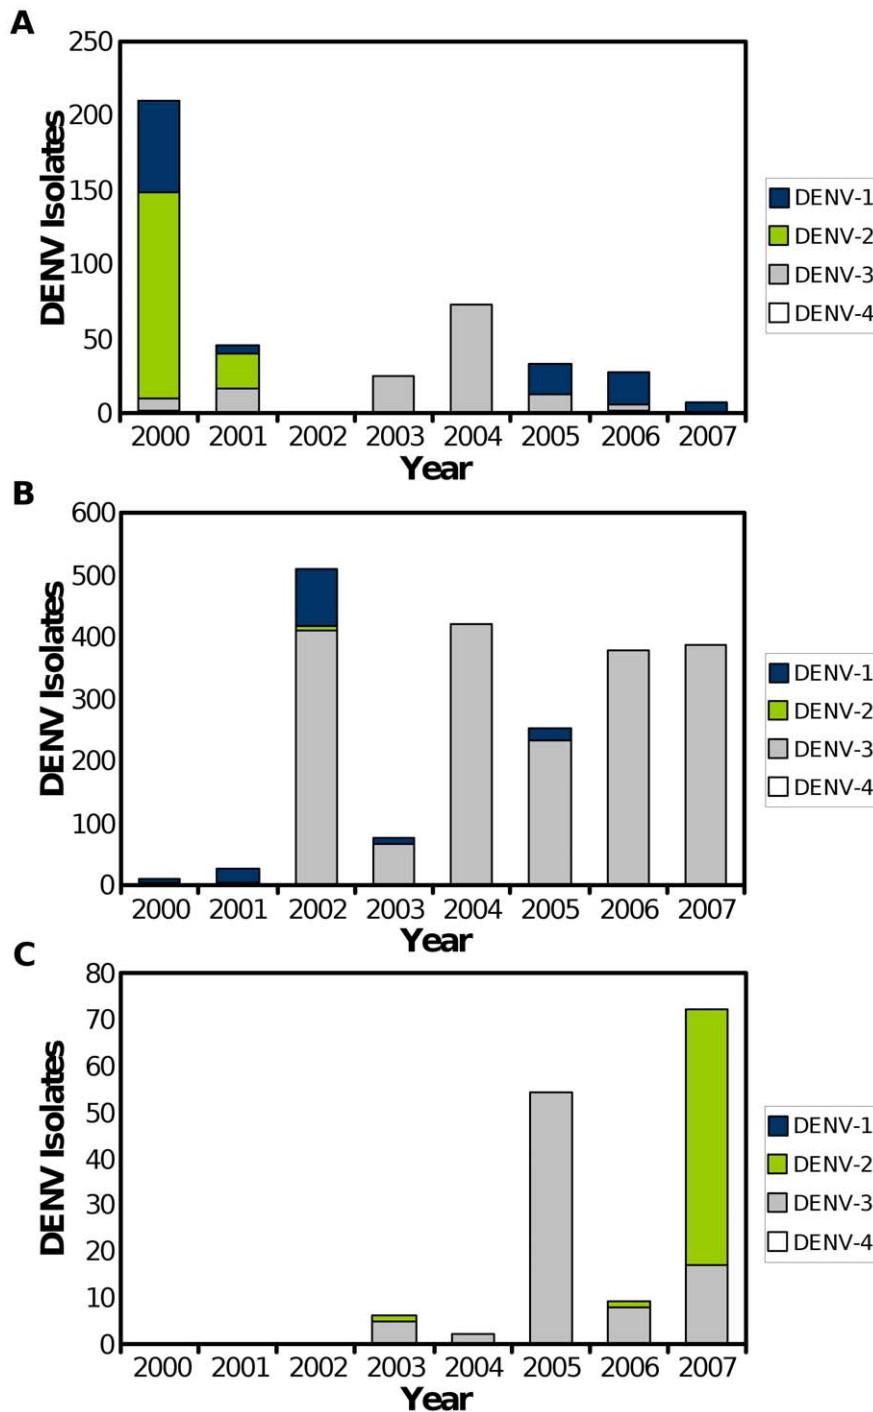 A
250
200
150
100
50
0
DENV Isolates
2000 2001 2002 2003 2004 2005 2006 2007
Year
DENV-1
DENV-2
DENV-3
DENV-4
B
600
500
400
300
200
100
0
DENV Isolates
2000 2001 2002 2003 2004 2005 2006 2007
Year
DENV-1
DENV-2
DENV-3
DENV-4
C
80
70
60
50
40
30
20
10
0
DENV Isolates
2000 2001 2002 2003 2004 2005 2006 2007
Year
DENV-1
DENV-2
DENV-3
DENV-4